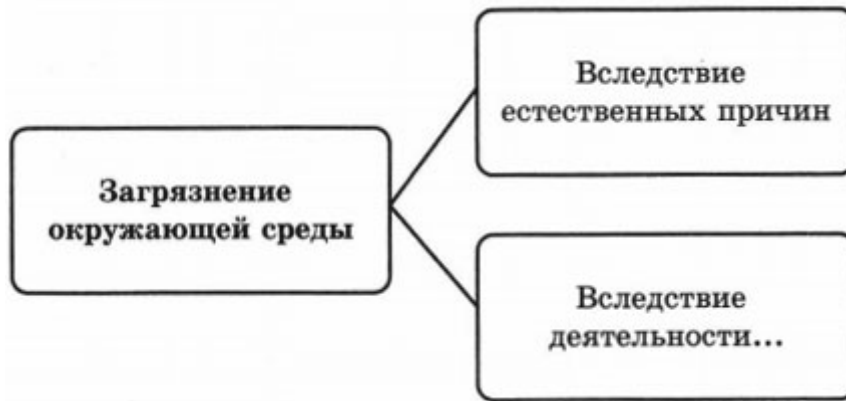 Загрязнение
окружающей среды
Вследствие
естественных причин
Вследствие
деятельности...